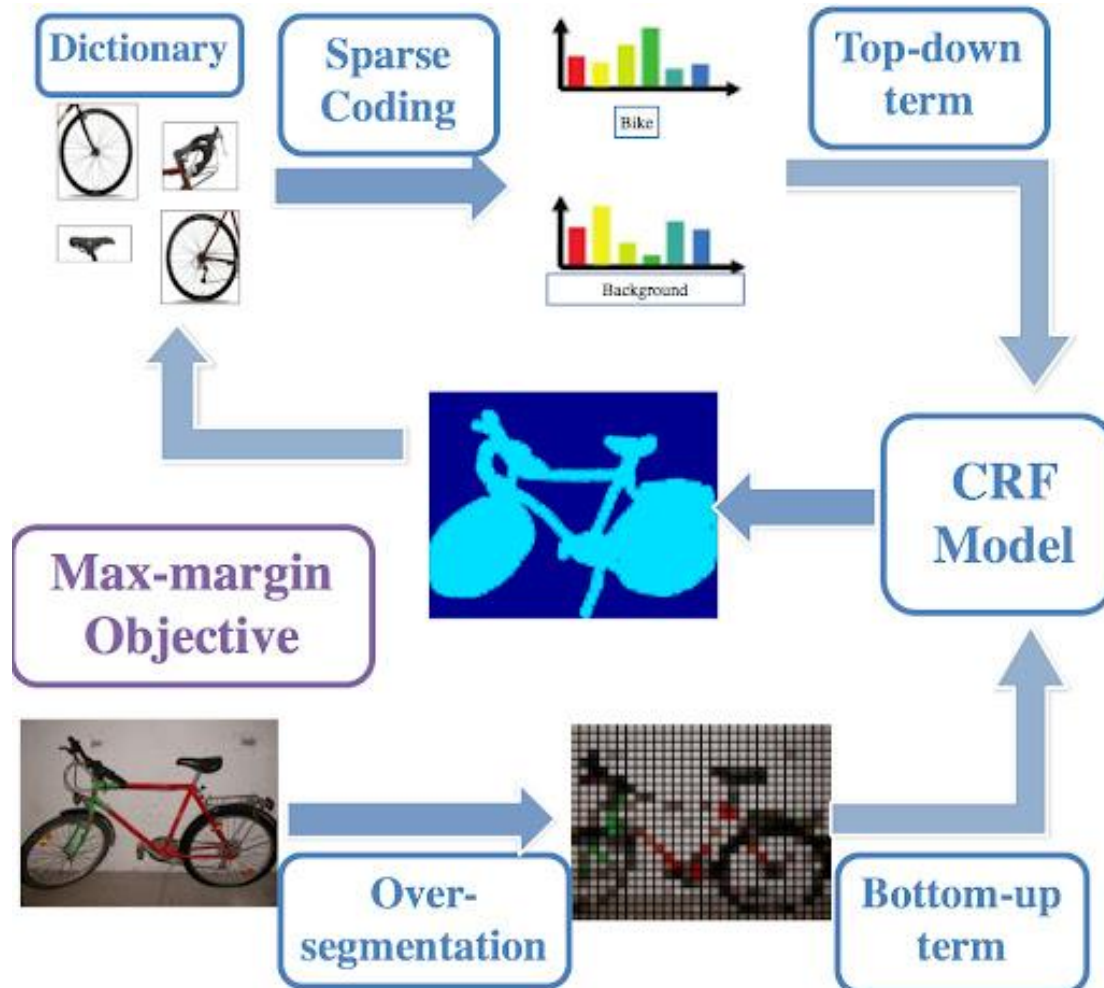 Dictionary
Sparse
Coding
Bike
Background
Top-down
term
CRF
Model
Max-margin
Objective
Over-
segmentation
Bottom-up
term